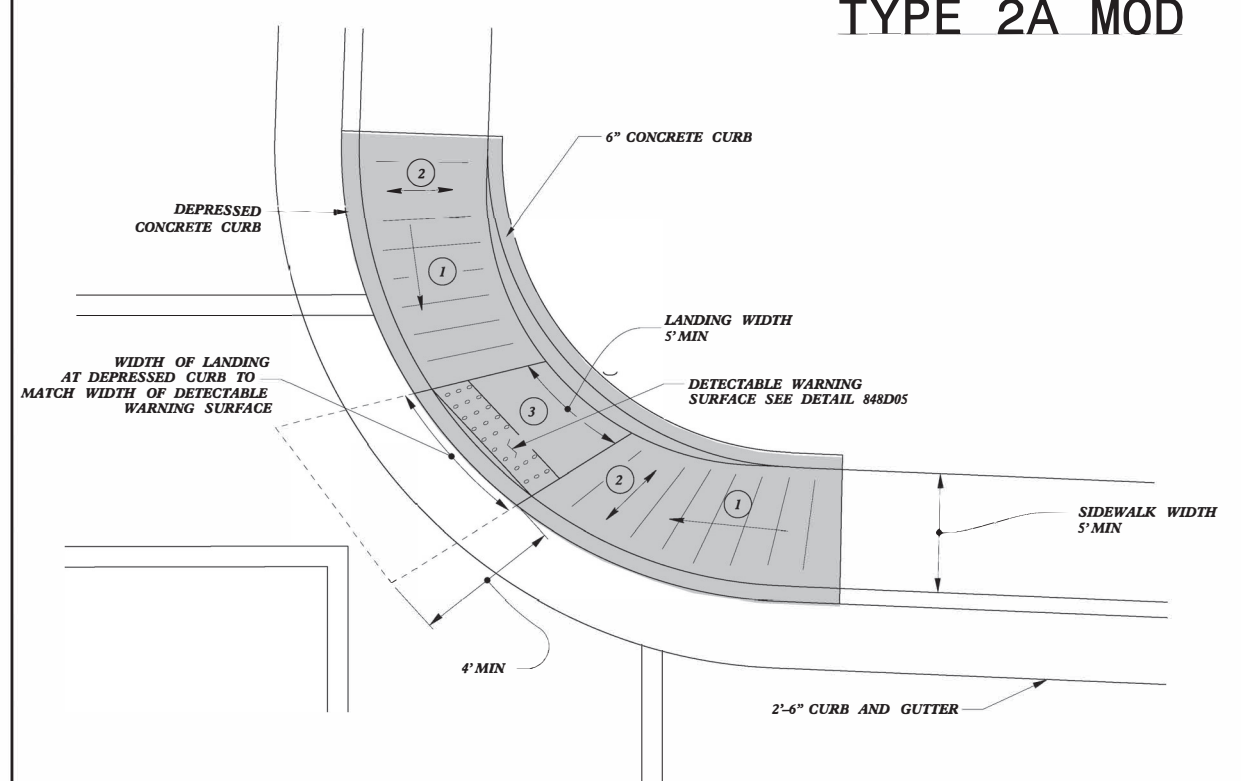 TYPE 2A MOD
6" CONCRETE CURB
2
DEPRESSED
CONCRETE CURB
1
LANDING WIDTH
5' MIN
WIDTH OF LANDING
AT DEPRESSED CURB TO
MATCH WIDTH OF DETECTABLE
WARNING SURFACE
DETECTABLE WARNING
SURFACE SEE DETAIL 848D05
3
2
1
SIDEWALK WIDTH
5' MIN
4' MIN
2'-6" CURB AND GUTTER